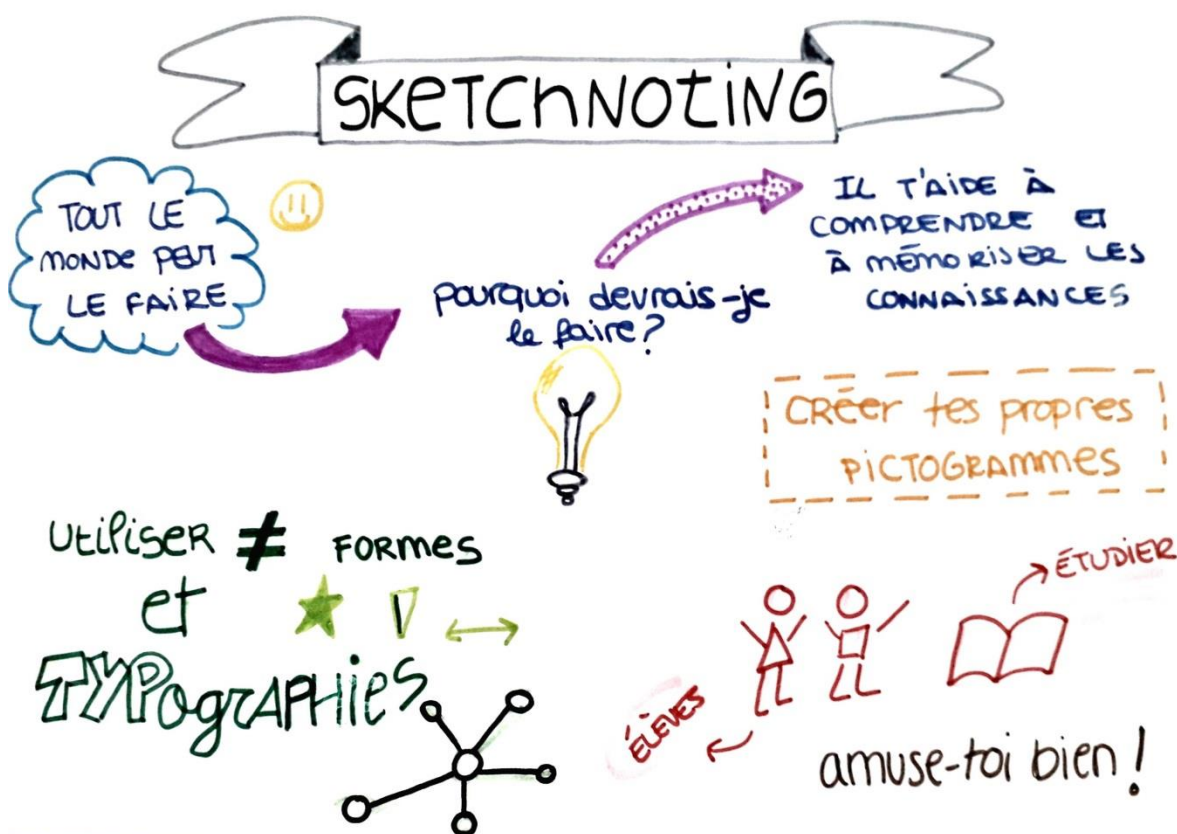 SKETCHNOTING
TOUT LE
MONDE PEUT
LE FAIRE
pourquoi devrais-je
le faire?
IL T'AIDE À
COMPRENDRE ET
À MÉMORISER LES
CONNAISSANCES
CRÉER tes propres
PICTOGRAMMES
UTILISER ≠ FORMES
et
TYPOgRAPHIES
ÉLÈVES
ÉTUDIER
amuse-toi bien!